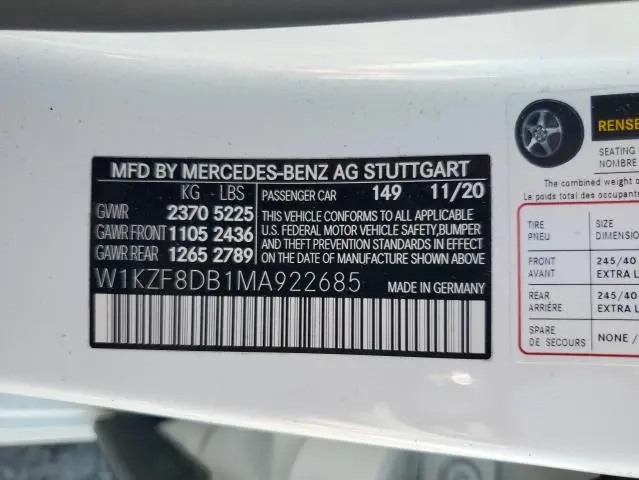 MFD BY MERCEDES-BENZ AG STUTTGART
KG LBS PASSENGER CAR 149 11/20
GVWR 2370 5225
GAWR FRONT 1105 2436
GAWR REAR 1265 2789
THIS VEHICLE CONFORMS TO ALL APPLICABLE
U.S. FEDERAL MOTOR VEHICLE SAFETY,BUMPER
AND THEFT PREVENTION STANDARDS IN EFFECT
ON THE DATE OF MANUFACTURE SHOWN ABOVE.
W1KZF8DB1MA922685 MADE IN GERMANY
RENSE
SEATING
NOMBRE
The combined weight o
Le poids total des occupants
TIRE SIZE
PNEU DIMENSIO
FRONT 245/40
AVANT EXTRA L
REAR 245/40
ARRIÈRE EXTRA L
SPARE NONE /
DE SECOURS